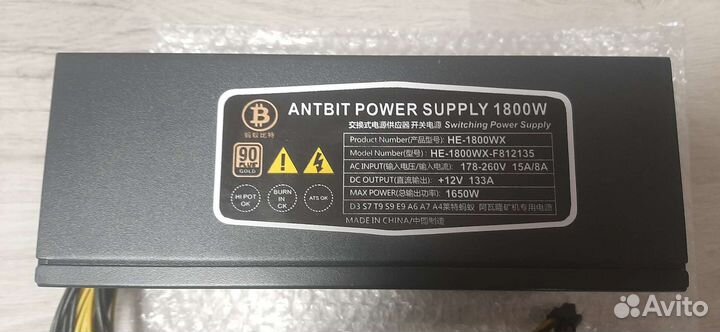 ANTBIT POWER SUPPLY 1800W
交换式电源供应器 开关电源 Switching Power Supply
蚂蚁比特
Product Number(产品型号): HE-1800WX
Model Number(型号): HE-1800WX-F812135
AC INPUT(输入电压/输入电流): 178-260V 15A/8A
DC OUTPUT(直流输出): +12V 133A
MAX POWER(总输出功率): 1650W
D3 S7 T9 S9 E9 A6 A7 A4莱特蚂蚁 阿瓦隆矿机专用电源
MADE IN CHINA/中国制造
90
PLUS
GOLD
HI POT
OK
BURN
IN
CK
ATS OK
Avito